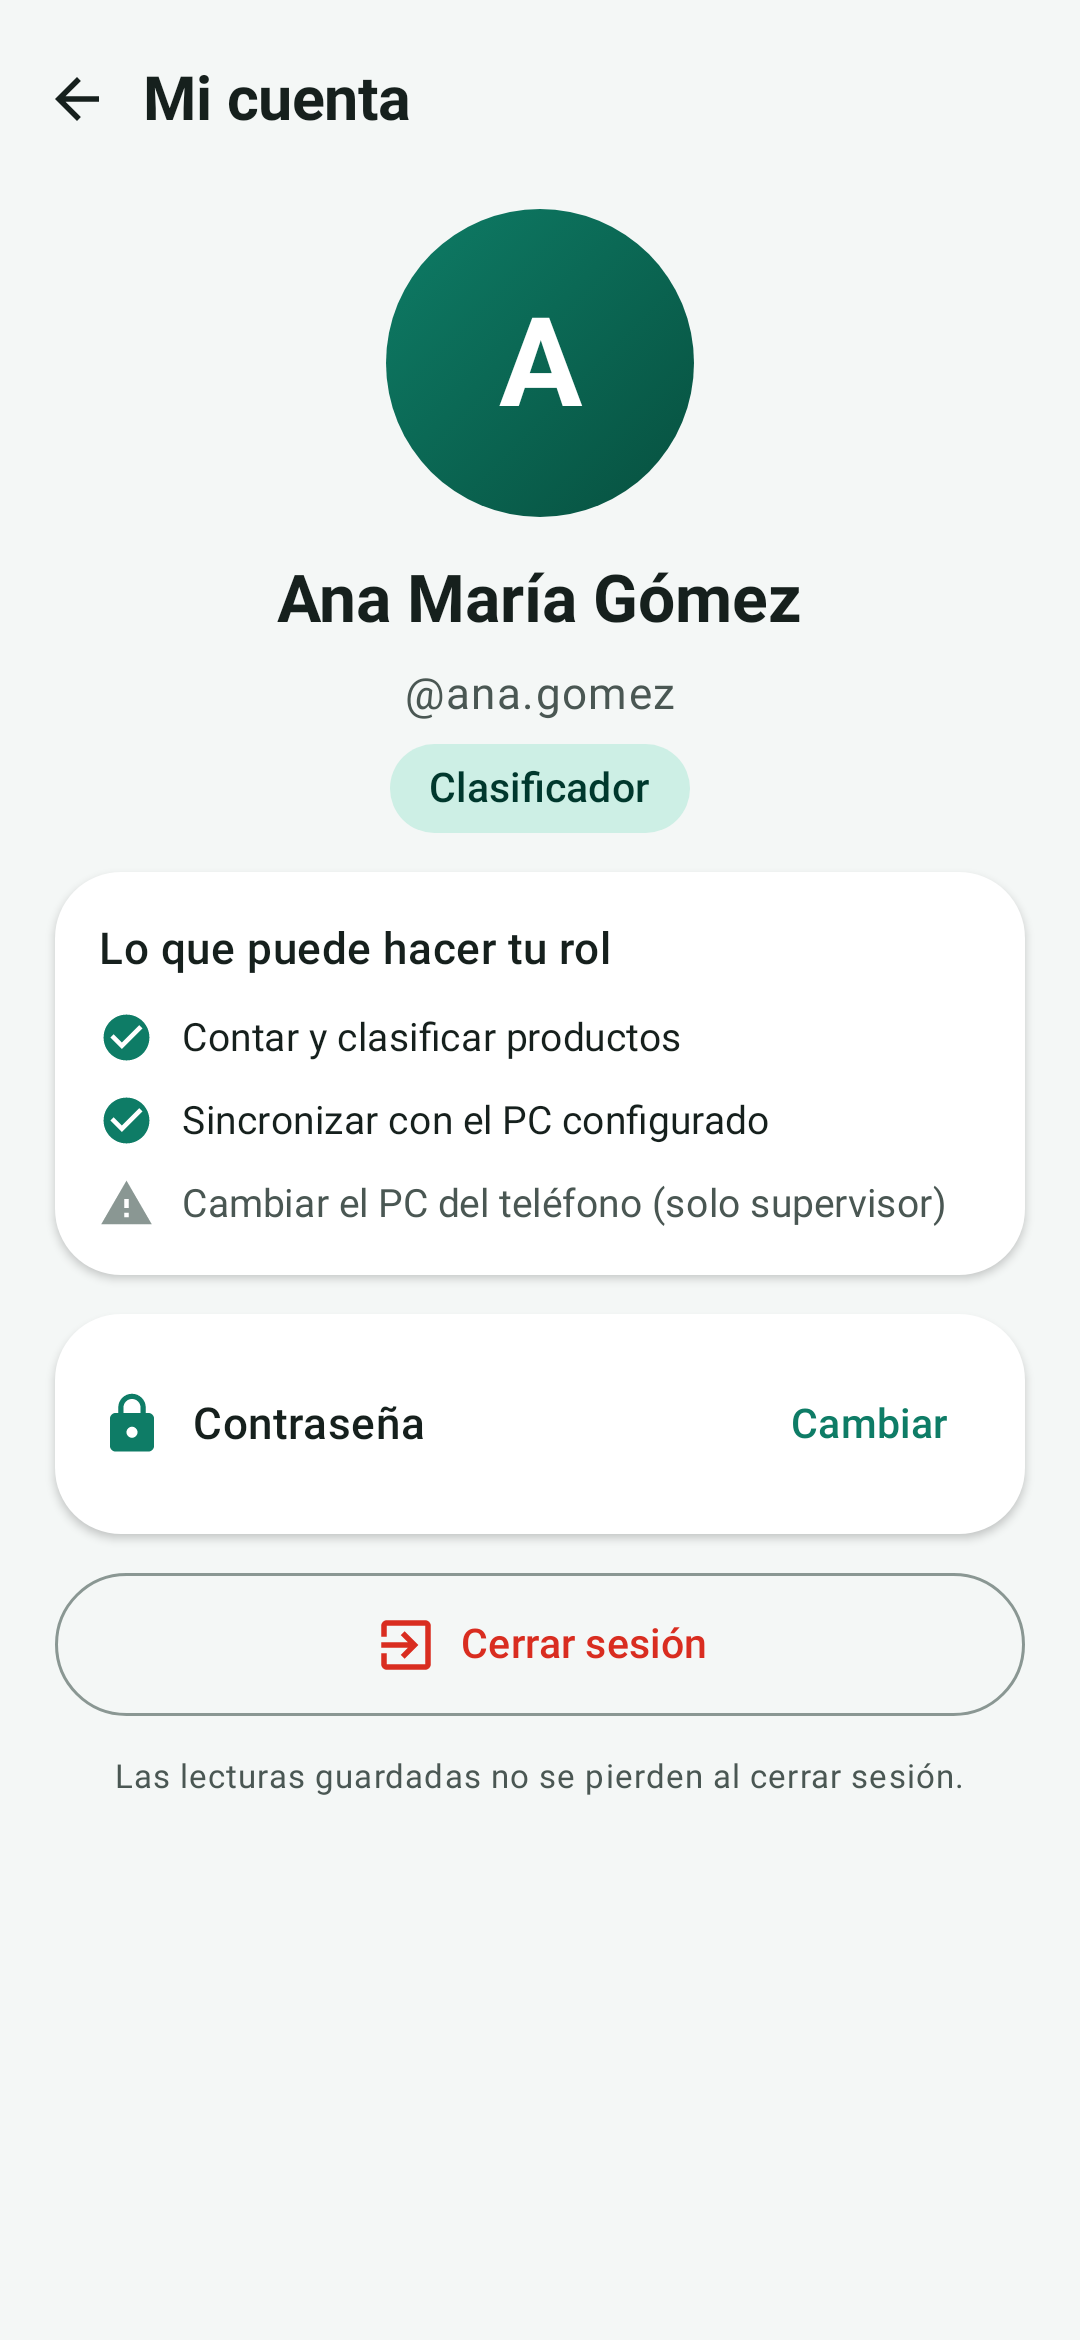 Mi cuenta
A
Ana María Gómez
@ana.gomez
Clasificador
Lo que puede hacer tu rol
Contar y clasificar productos
Sincronizar con el PC configurado
Cambiar el PC del teléfono (solo supervisor)
Contraseña Cambiar
Cerrar sesión
Las lecturas guardadas no se pierden al cerrar sesión.